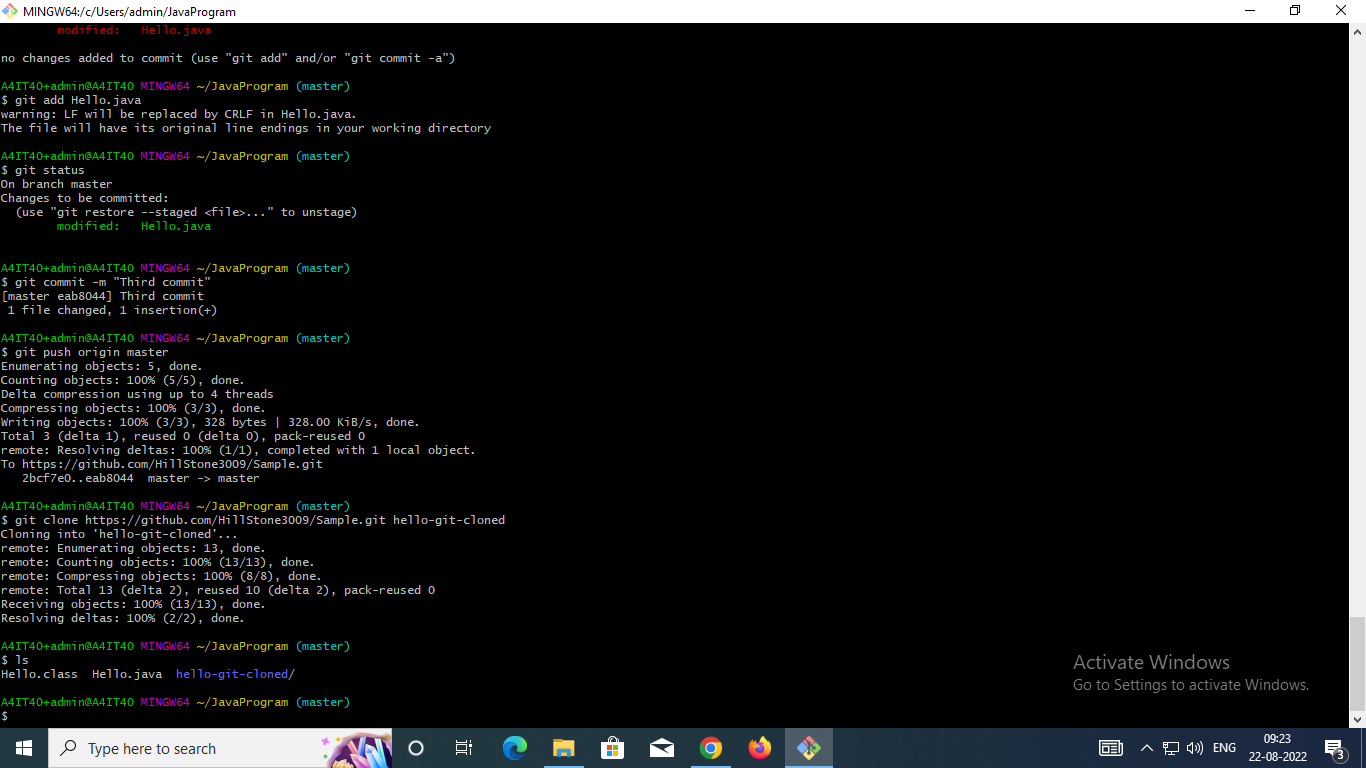 MINGW64:/c/Users/admin/JavaProgram
modified:   Hello.java
no changes added to commit (use "git add" and/or "git commit -a")
A4IT40+admin@A4IT40 MINGW64 ~/JavaProgram (master)
$ git add Hello.java
warning: LF will be replaced by CRLF in Hello.java.
The file will have its original line endings in your working directory
A4IT40+admin@A4IT40 MINGW64 ~/JavaProgram (master)
$ git status
On branch master
Changes to be committed:
  (use "git restore --staged <file>..." to unstage)
        modified:   Hello.java
A4IT40+admin@A4IT40 MINGW64 ~/JavaProgram (master)
$ git commit -m "Third commit"
[master eab8044] Third commit
 1 file changed, 1 insertion(+)
A4IT40+admin@A4IT40 MINGW64 ~/JavaProgram (master)
$ git push origin master
Enumerating objects: 5, done.
Counting objects: 100% (5/5), done.
Delta compression using up to 4 threads
Compressing objects: 100% (3/3), done.
Writing objects: 100% (3/3), 328 bytes | 328.00 KiB/s, done.
Total 3 (delta 1), reused 0 (delta 0), pack-reused 0
remote: Resolving deltas: 100% (1/1), completed with 1 local object.
To https://github.com/HillStone3009/Sample.git
   2bcf7e0..eab8044  master -> master
A4IT40+admin@A4IT40 MINGW64 ~/JavaProgram (master)
$ git clone https://github.com/HillStone3009/Sample.git hello-git-cloned
Cloning into 'hello-git-cloned'...
remote: Enumerating objects: 13, done.
remote: Counting objects: 100% (13/13), done.
remote: Compressing objects: 100% (8/8), done.
remote: Total 13 (delta 2), reused 10 (delta 2), pack-reused 0
Receiving objects: 100% (13/13), done.
Resolving deltas: 100% (2/2), done.
A4IT40+admin@A4IT40 MINGW64 ~/JavaProgram (master)
$ ls
Hello.class  Hello.java  hello-git-cloned/
A4IT40+admin@A4IT40 MINGW64 ~/JavaProgram (master)
$
Activate Windows
Go to Settings to activate Windows.
Type here to search
ENG
09:23
22-08-2022
3